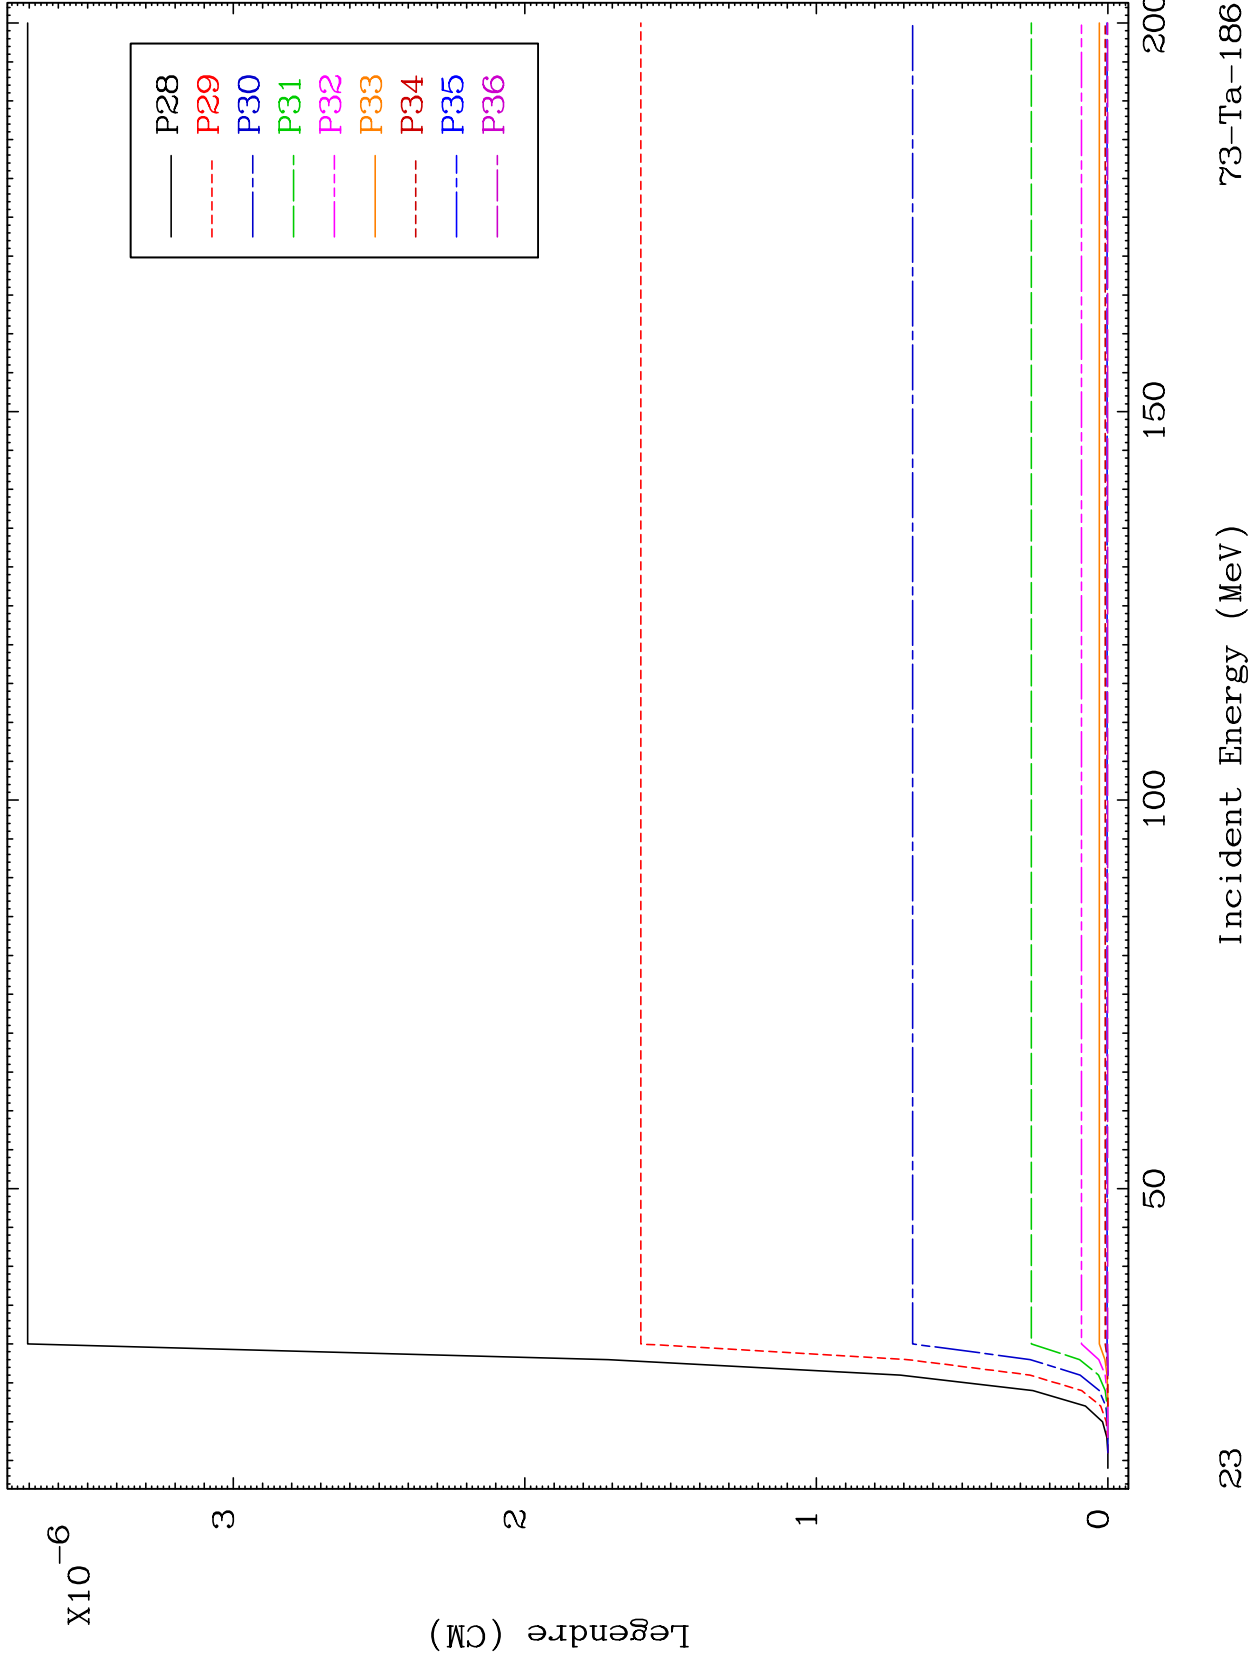 X10-6
Legendre (CM)
3
2
1
0
P28
P29
P30
P31
P32
P33
P34
P35
P36
50
100
150
200
Incident Energy (MeV)
23
73-Ta-186